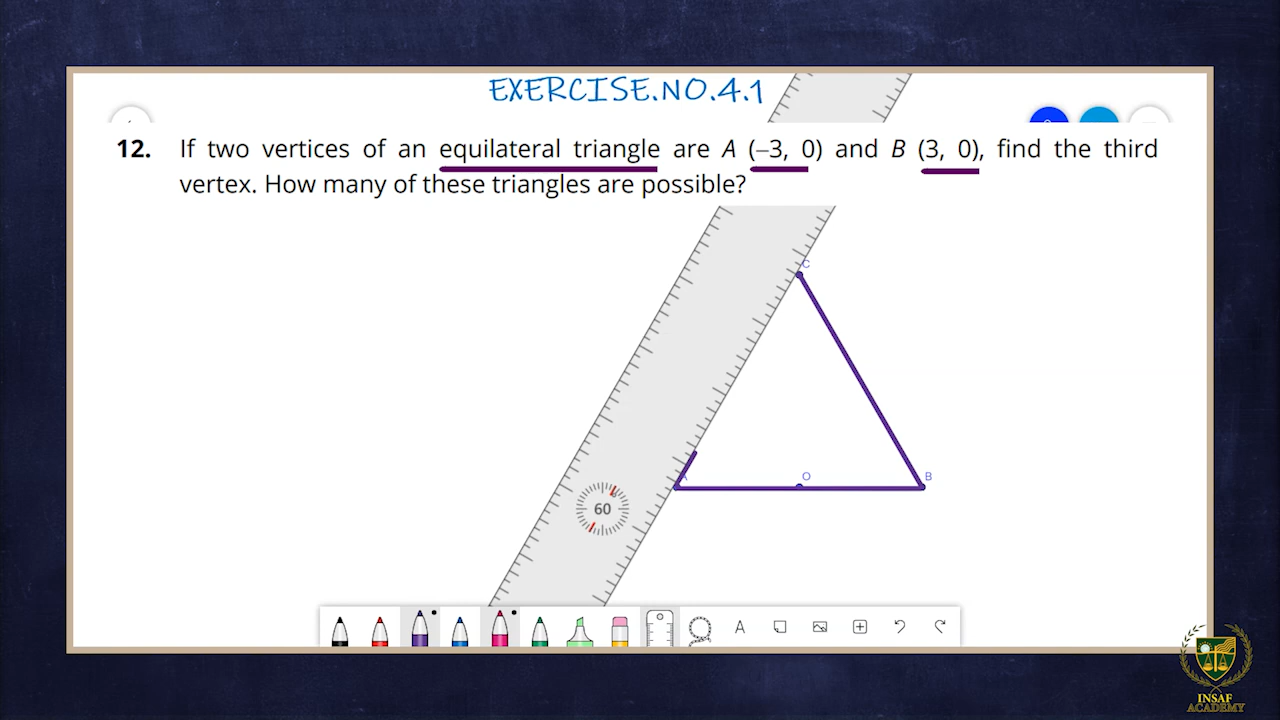 EXERCISE.NO.4.1
12. If two vertices of an equilateral triangle are A (–3, 0) and B (3, 0), find the third
vertex. How many of these triangles are possible?
C
A
O
B
60
A
INSAF
ACADEMY